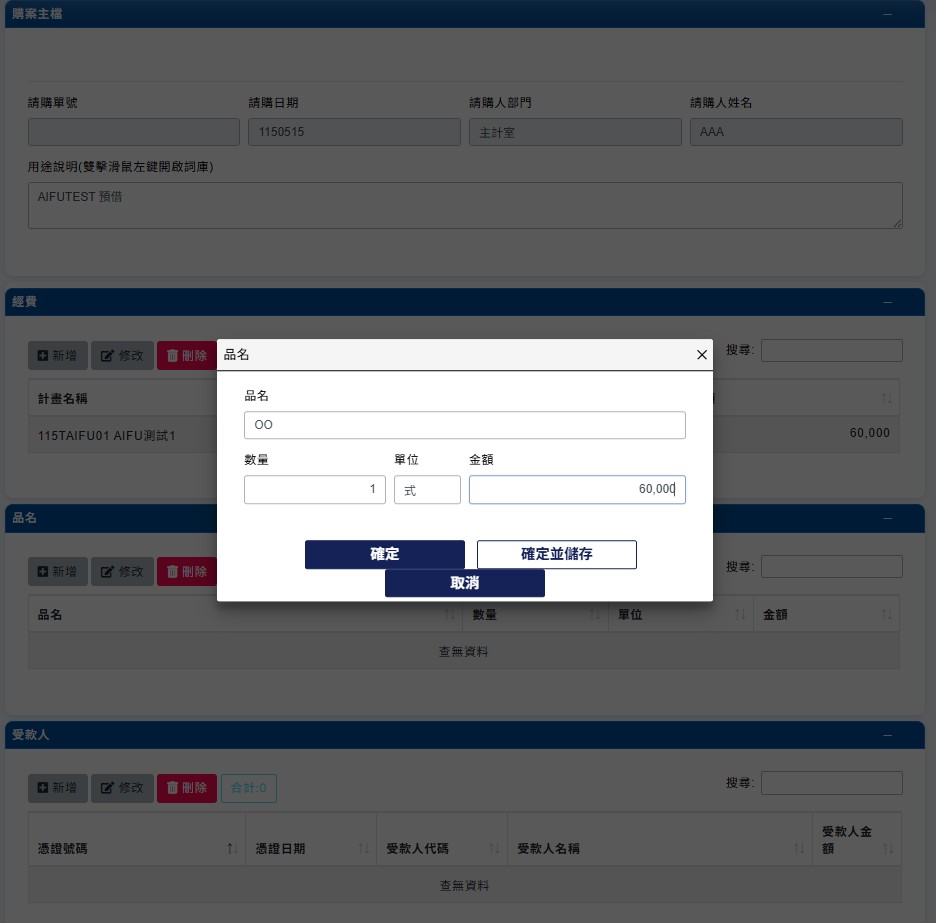 購案主檔
請購單號 請購日期 請購人部門 請購人姓名
1150515 主計室 AAA
用途說明(雙擊滑鼠左鍵開啟詞庫)
AIFUTEST 預借
經費
新增 修改 刪除 搜尋:
計畫名稱
115TAIFU01 AIFU測試1 60,000
品名
品名
OO
數量 單位 金額
1 式 60,000
確定 確定並儲存
取消
品名
新增 修改 刪除 搜尋:
品名 數量 單位 金額
查無資料
受款人
新增 修改 刪除 合計:0 搜尋:
憑證號碼 憑證日期 受款人代碼 受款人名稱 受款人金額
查無資料